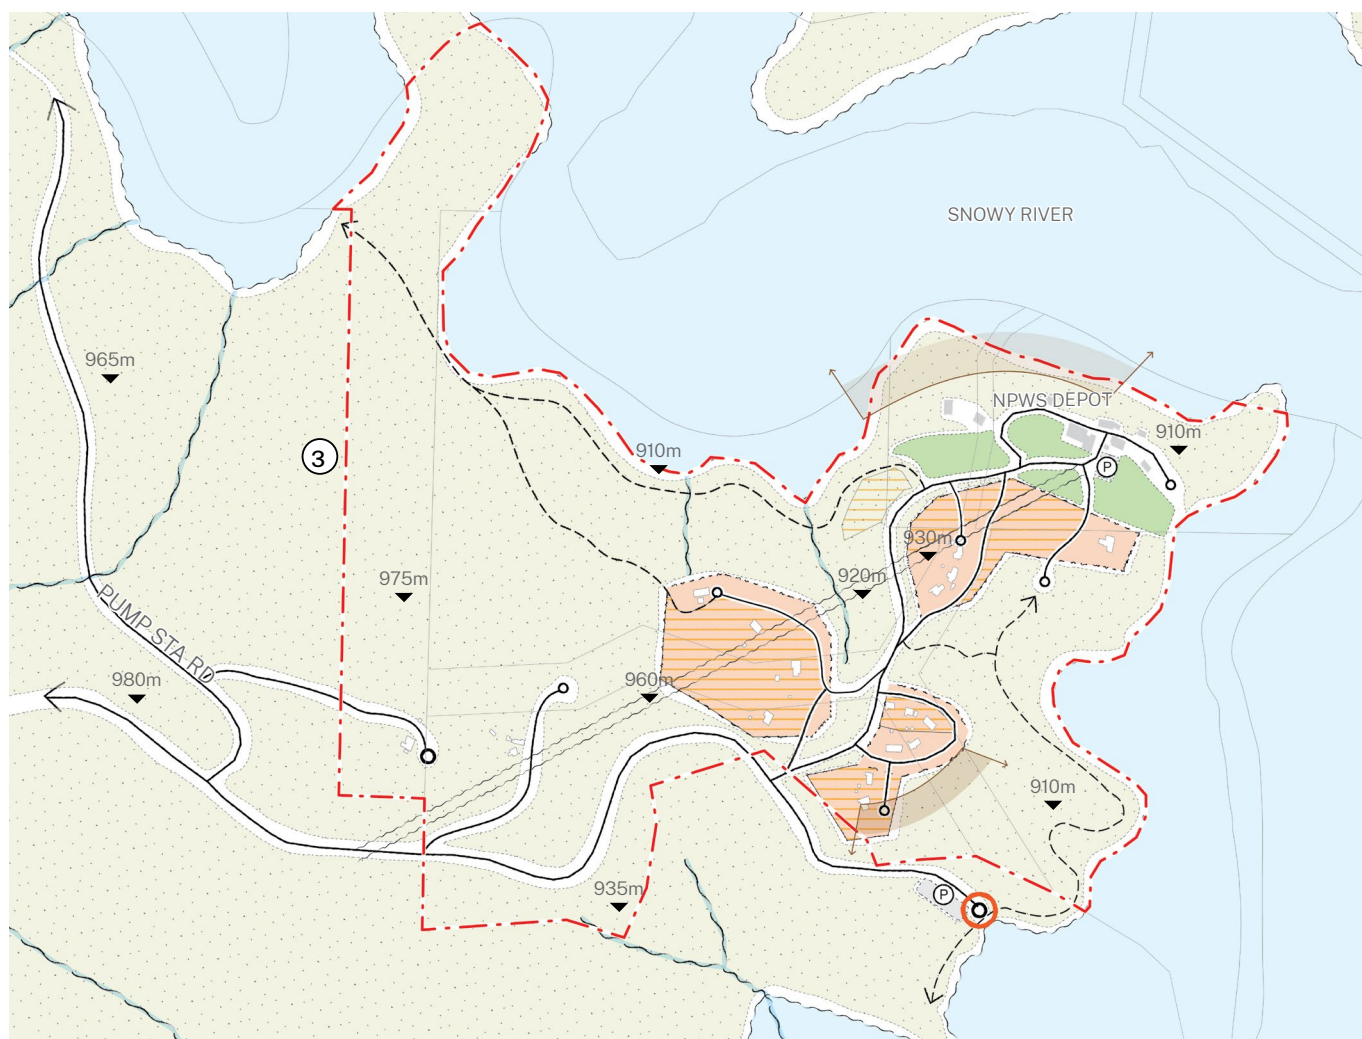 SNOWY RIVER
965m
NPWS DEPOT
910m
910m
3
P
930m
975m
920m
PUMP STA RD
980m
960m
910m
935m
P